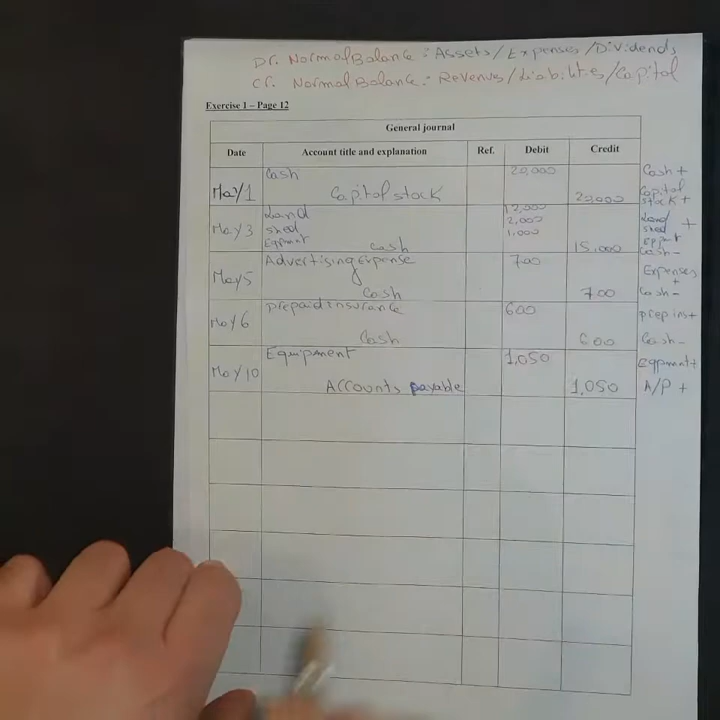 Dr. Normal Balance: Assets/Expenses/Dividends
Cr. Normal Balance: Revenues/Liabilities/Capital
Exercise 1 – Page 12
General journal
Date Account title and explanation Ref. Debit Credit
Cash 20,000 Cash +
May 1 Capital stock 20,000 Capital stock +
Land 12,000 Land
May 3 shed 2,000 shed +
Eqpment 1,000 Eqpmt
cash 15,000 Cash -
Advertising Expense 700 Expenses +
May 5 Cash 700 Cash -
prepaid insurance 600 prep ins +
May 6 Cash 600 Cash -
Equipment 1,050 Eqpment +
May 10 Accounts payable 1,050 A/P +